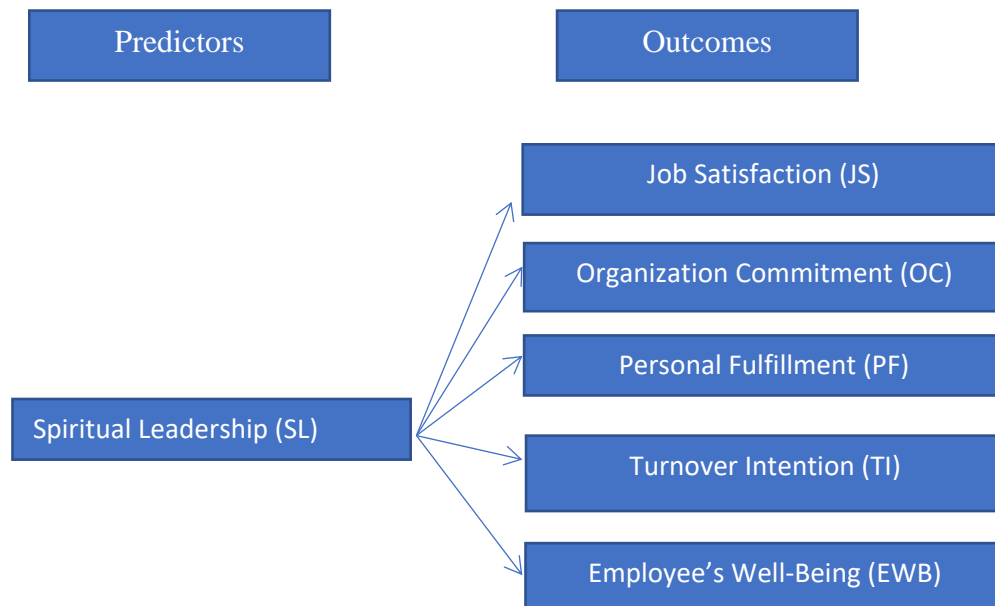 Predictors
Outcomes
Job Satisfaction (JS)
Organization Commitment (OC)
Personal Fulfillment (PF)
Spiritual Leadership (SL)
Turnover Intention (TI)
Employee’s Well-Being (EWB)